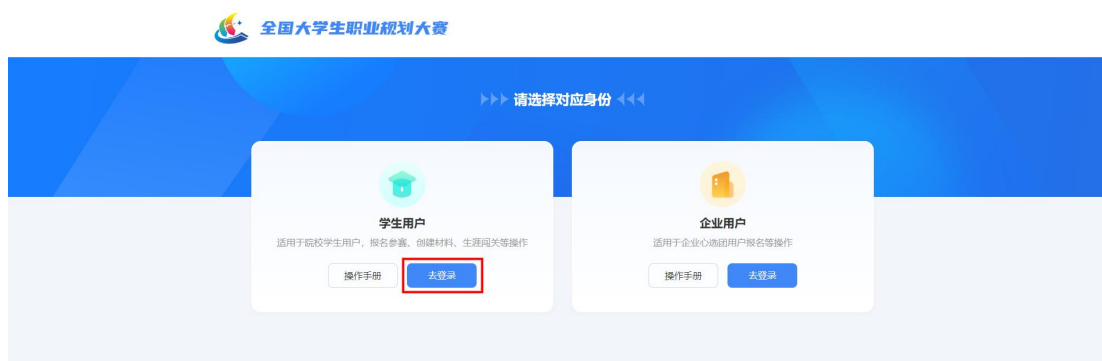 全国大学生职业规划大赛
请选择对应身份
学生用户
适用于院校学生用户，报名参赛、创建材料、生涯闯关等操作
操作手册 去登录
企业用户
适用于企业心选团用户报名等操作
操作手册 去登录